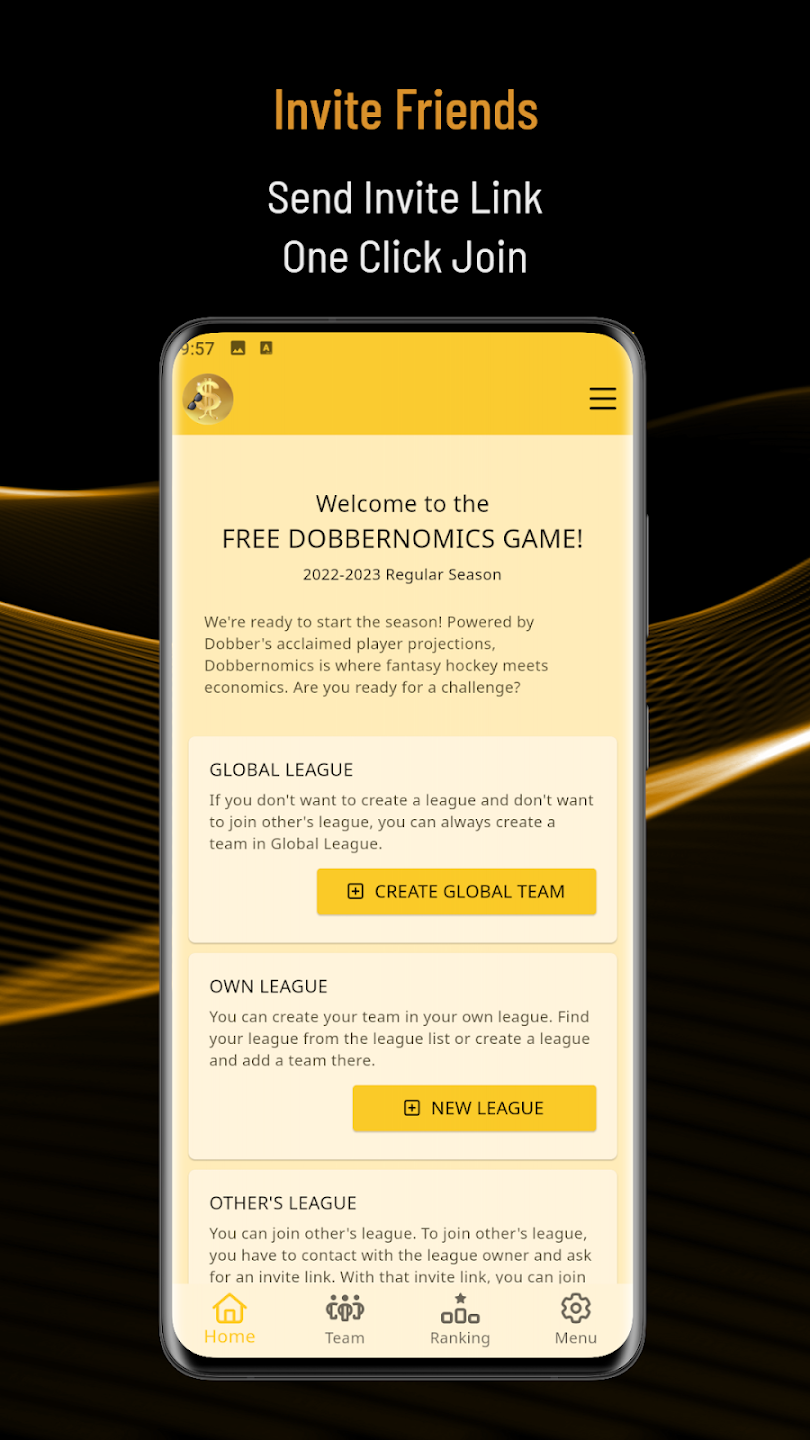 Invite Friends
Send Invite Link
One Click Join
9:57
A
$
Welcome to the
FREE DOBBERNOMICS GAME!
2022-2023 Regular Season
We're ready to start the season! Powered by
Dobber's acclaimed player projections,
Dobbernomics is where fantasy hockey meets
economics. Are you ready for a challenge?
GLOBAL LEAGUE
If you don't want to create a league and don't want
to join other's league, you can always create a
team in Global League.
CREATE GLOBAL TEAM
OWN LEAGUE
You can create your team in your own league. Find
your league from the league list or create a league
and add a team there.
NEW LEAGUE
OTHER'S LEAGUE
You can join other's league. To join other's league,
you have to contact with the league owner and ask
for an invite link. With that invite link, you can join
Home
Team
Ranking
Menu